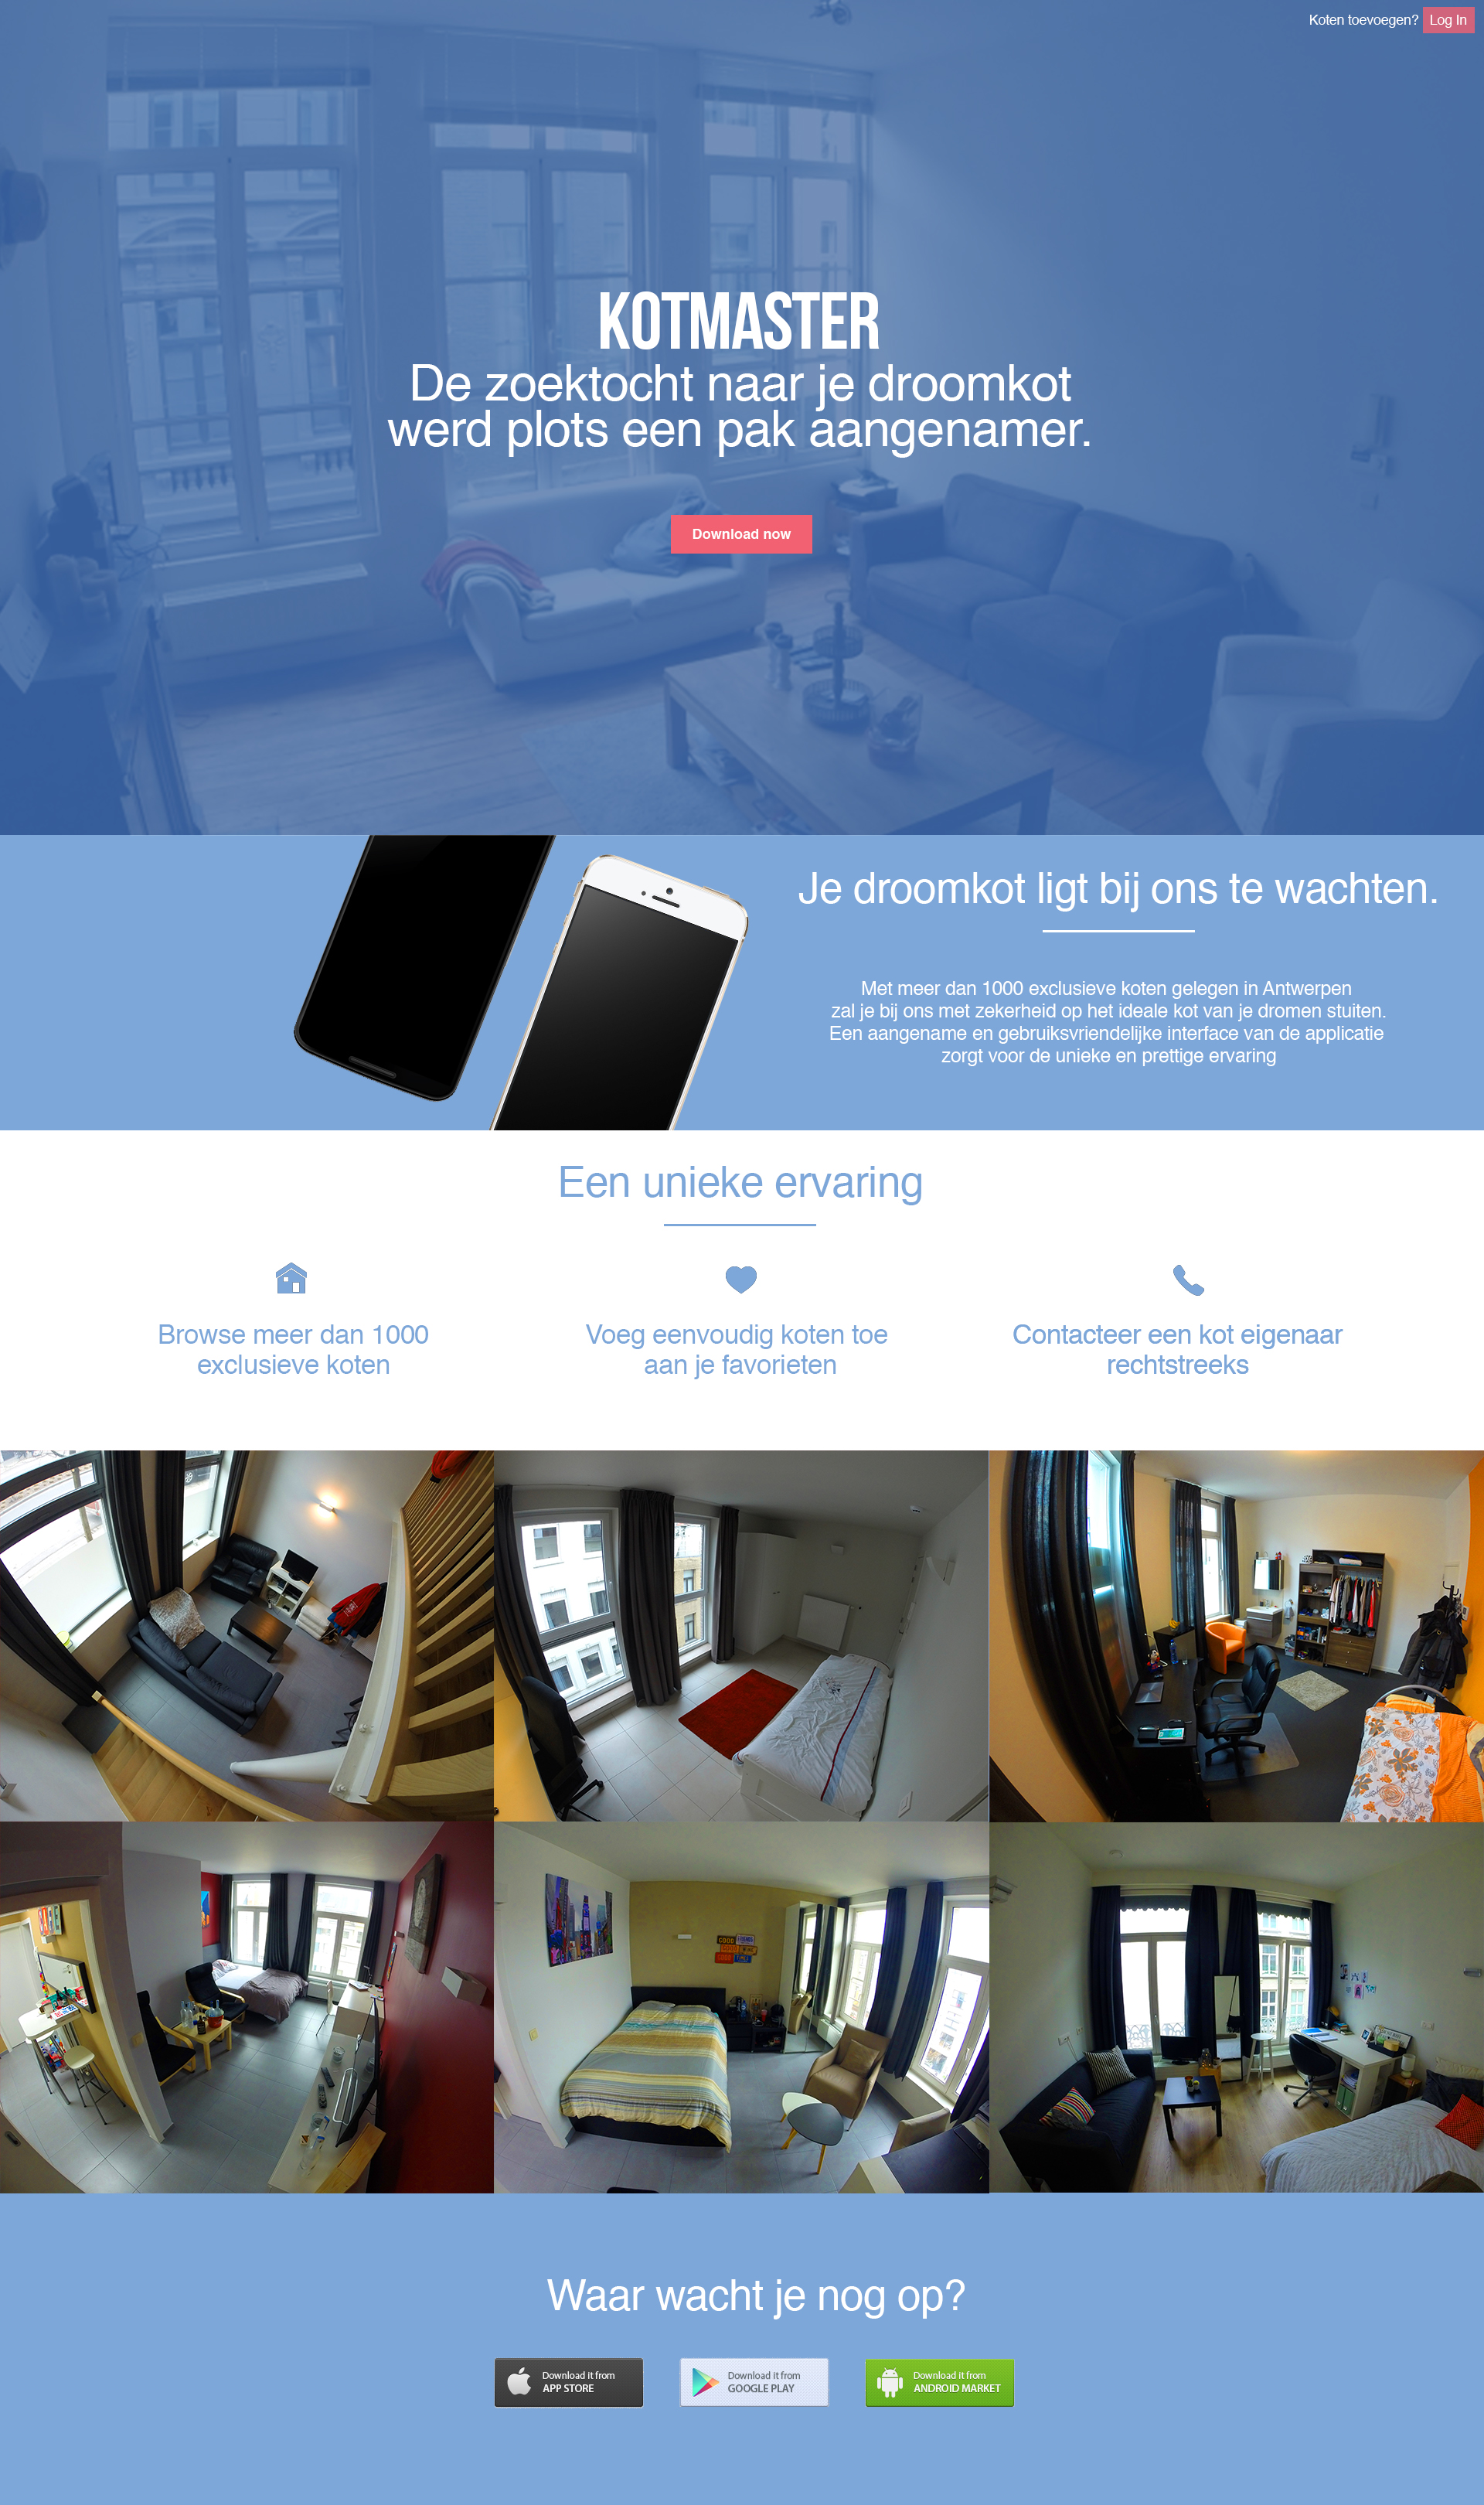 Koten toevoegen? Log In
KOTMASTER
De zoektocht naar je droomkot
werd plots een pak aangenamer.
Download now
Je droomkot ligt bij ons te wachten.
Met meer dan 1000 exclusieve koten gelegen in Antwerpen
zal je bij ons met zekerheid op het ideale kot van je dromen stuiten.
Een aangename en gebruiksvriendelijke interface van de applicatie
zorgt voor de unieke en prettige ervaring
Een unieke ervaring
Browse meer dan 1000
exclusieve koten
Voeg eenvoudig koten toe
aan je favorieten
Contacteer een kot eigenaar
rechtstreeks
Waar wacht je nog op?
Download it from
APP STORE
Download it from
GOOGLE PLAY
Download it from
ANDROID MARKET